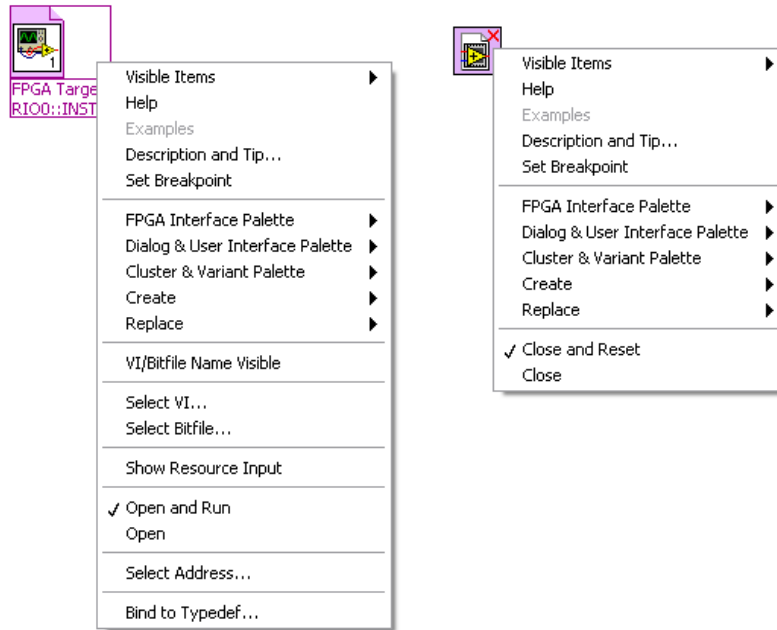 1
FPGA Targe
RIO0::INST
Visible Items
Help
Examples
Description and Tip...
Set Breakpoint
FPGA Interface Palette
Dialog & User Interface Palette
Cluster & Variant Palette
Create
Replace
VI/Bitfile Name Visible
Select VI...
Select Bitfile...
Show Resource Input
Open and Run
Open
Select Address...
Bind to Typedef...
Visible Items
Help
Examples
Description and Tip...
Set Breakpoint
FPGA Interface Palette
Dialog & User Interface Palette
Cluster & Variant Palette
Create
Replace
Close and Reset
Close